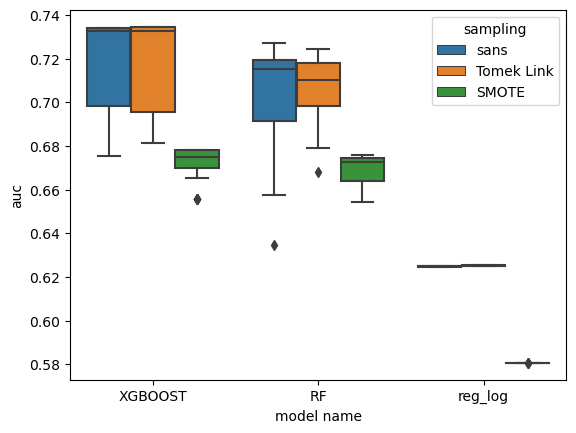 0.74
0.72
0.70
0.68
0.66
0.64
0.62
0.60
0.58
auc
sampling
sans
Tomek Link
SMOTE
XGBOOST RF reg_log
model name